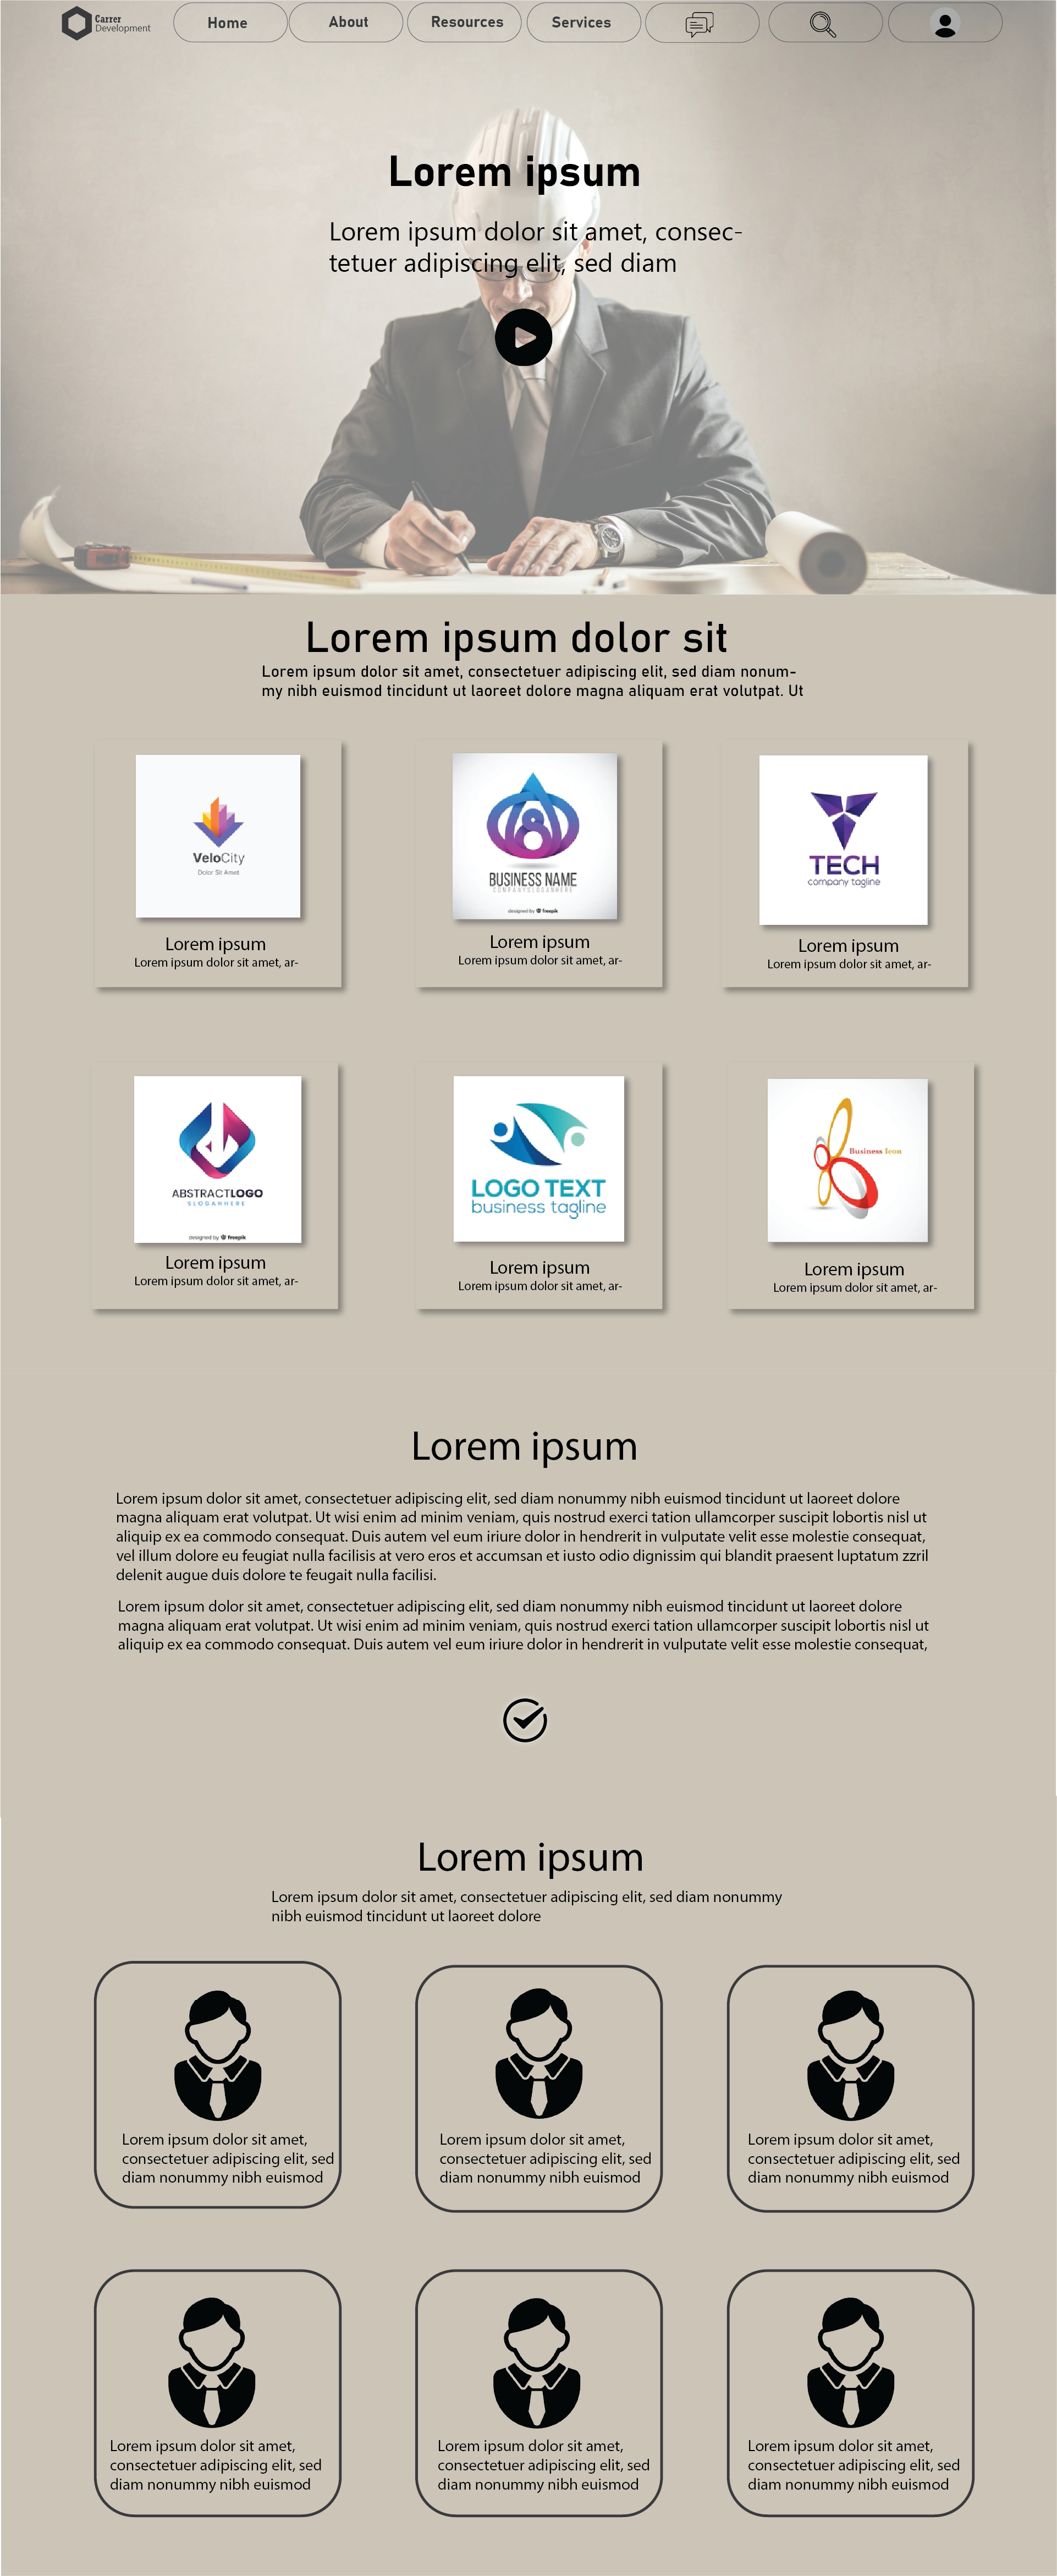 Carrer
Development
Home
About
Resources
Services
Lorem ipsum
Lorem ipsum dolor sit amet, consec-
tetuer adipiscing elit, sed diam
Lorem ipsum dolor sit
Lorem ipsum dolor sit amet, consectetuer adipiscing elit, sed diam nonum-
my nibh euismod tincidunt ut laoreet dolore magna aliquam erat volutpat. Ut
VeloCity
Dolor Sit Amet
Lorem ipsum
Lorem ipsum dolor sit amet, ar-
BUSINESS NAME
COMPANYSLOGANHERE
designed by freepik
Lorem ipsum
Lorem ipsum dolor sit amet, ar-
TECH
company tagline
Lorem ipsum
Lorem ipsum dolor sit amet, ar-
ABSTRACTLOGO
SLOGANHERE
designed by freepik
Lorem ipsum
Lorem ipsum dolor sit amet, ar-
LOGO TEXT
business tagline
Lorem ipsum
Lorem ipsum dolor sit amet, ar-
Business Icon
Lorem ipsum
Lorem ipsum dolor sit amet, ar-
Lorem ipsum
Lorem ipsum dolor sit amet, consectetuer adipiscing elit, sed diam nonummy nibh euismod tincidunt ut laoreet dolore
magna aliquam erat volutpat. Ut wisi enim ad minim veniam, quis nostrud exerci tation ullamcorper suscipit lobortis nisl ut
aliquip ex ea commodo consequat. Duis autem vel eum iriure dolor in hendrerit in vulputate velit esse molestie consequat,
vel illum dolore eu feugiat nulla facilisis at vero eros et accumsan et iusto odio dignissim qui blandit praesent luptatum zzril
delenit augue duis dolore te feugait nulla facilisi.
Lorem ipsum dolor sit amet, consectetuer adipiscing elit, sed diam nonummy nibh euismod tincidunt ut laoreet dolore
magna aliquam erat volutpat. Ut wisi enim ad minim veniam, quis nostrud exerci tation ullamcorper suscipit lobortis nisl ut
aliquip ex ea commodo consequat. Duis autem vel eum iriure dolor in hendrerit in vulputate velit esse molestie consequat,
Lorem ipsum
Lorem ipsum dolor sit amet, consectetuer adipiscing elit, sed diam nonummy
nibh euismod tincidunt ut laoreet dolore
Lorem ipsum dolor sit amet,
consectetuer adipiscing elit, sed
diam nonummy nibh euismod
Lorem ipsum dolor sit amet,
consectetuer adipiscing elit, sed
diam nonummy nibh euismod
Lorem ipsum dolor sit amet,
consectetuer adipiscing elit, sed
diam nonummy nibh euismod
Lorem ipsum dolor sit amet,
consectetuer adipiscing elit, sed
diam nonummy nibh euismod
Lorem ipsum dolor sit amet,
consectetuer adipiscing elit, sed
diam nonummy nibh euismod
Lorem ipsum dolor sit amet,
consectetuer adipiscing elit, sed
diam nonummy nibh euismod